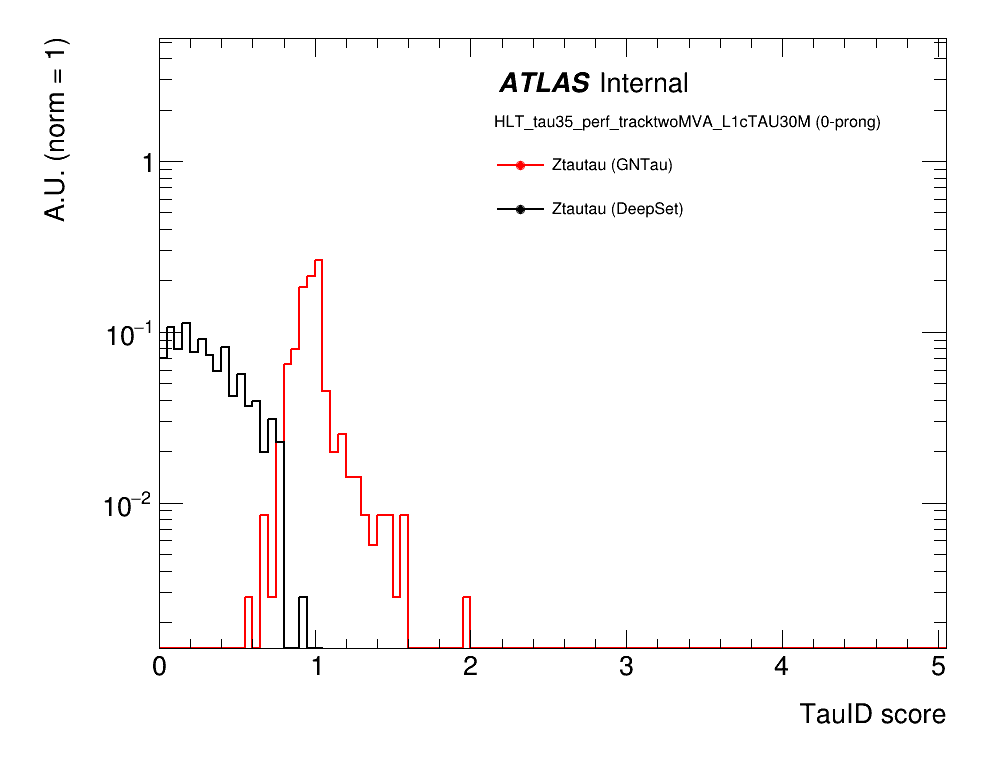 A.U. (norm = 1)
ATLAS Internal
HLT_tau35_perf_tracktwoMVA_L1cTAU30M (0-prong)
Ztautau (GNTau)
Ztautau (DeepSet)
1
10⁻¹
10⁻²
0 1 2 3 4 5
TauID score